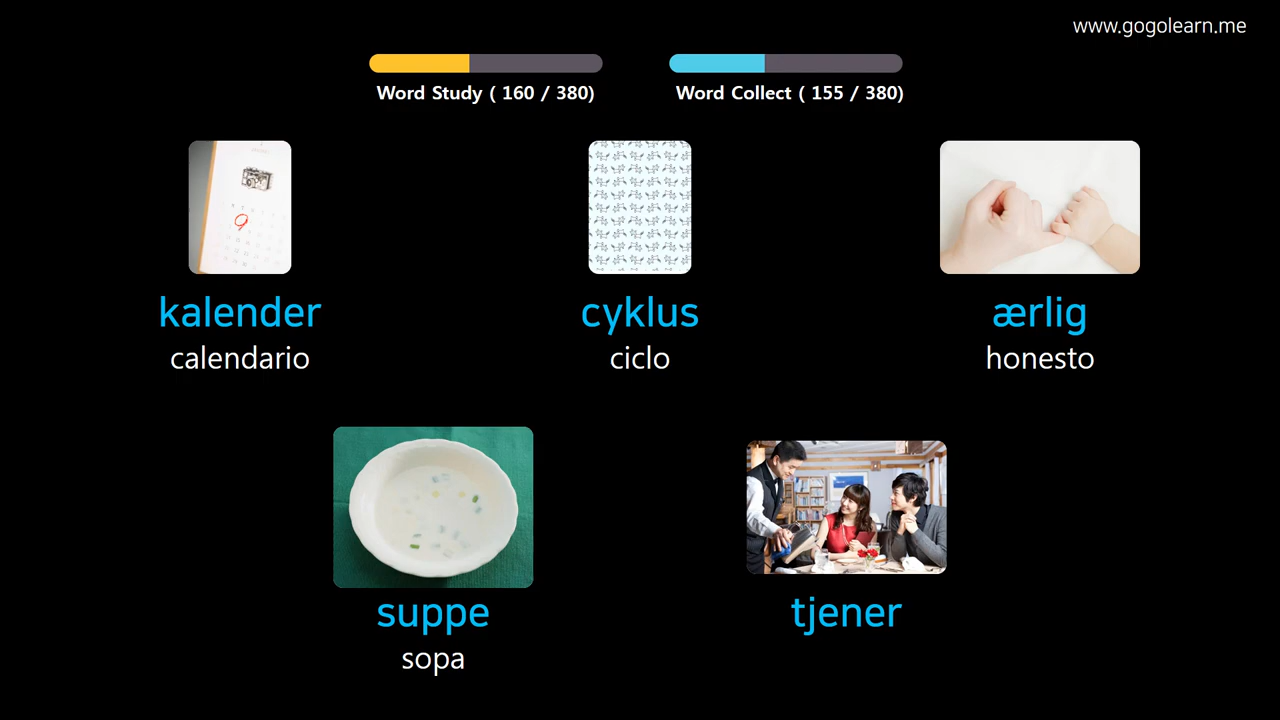 www.gogolearn.me
Word Study ( 160 / 380)
Word Collect ( 155 / 380)
kalender
calendario
cyklus
ciclo
ærlig
honesto
suppe
sopa
tjener